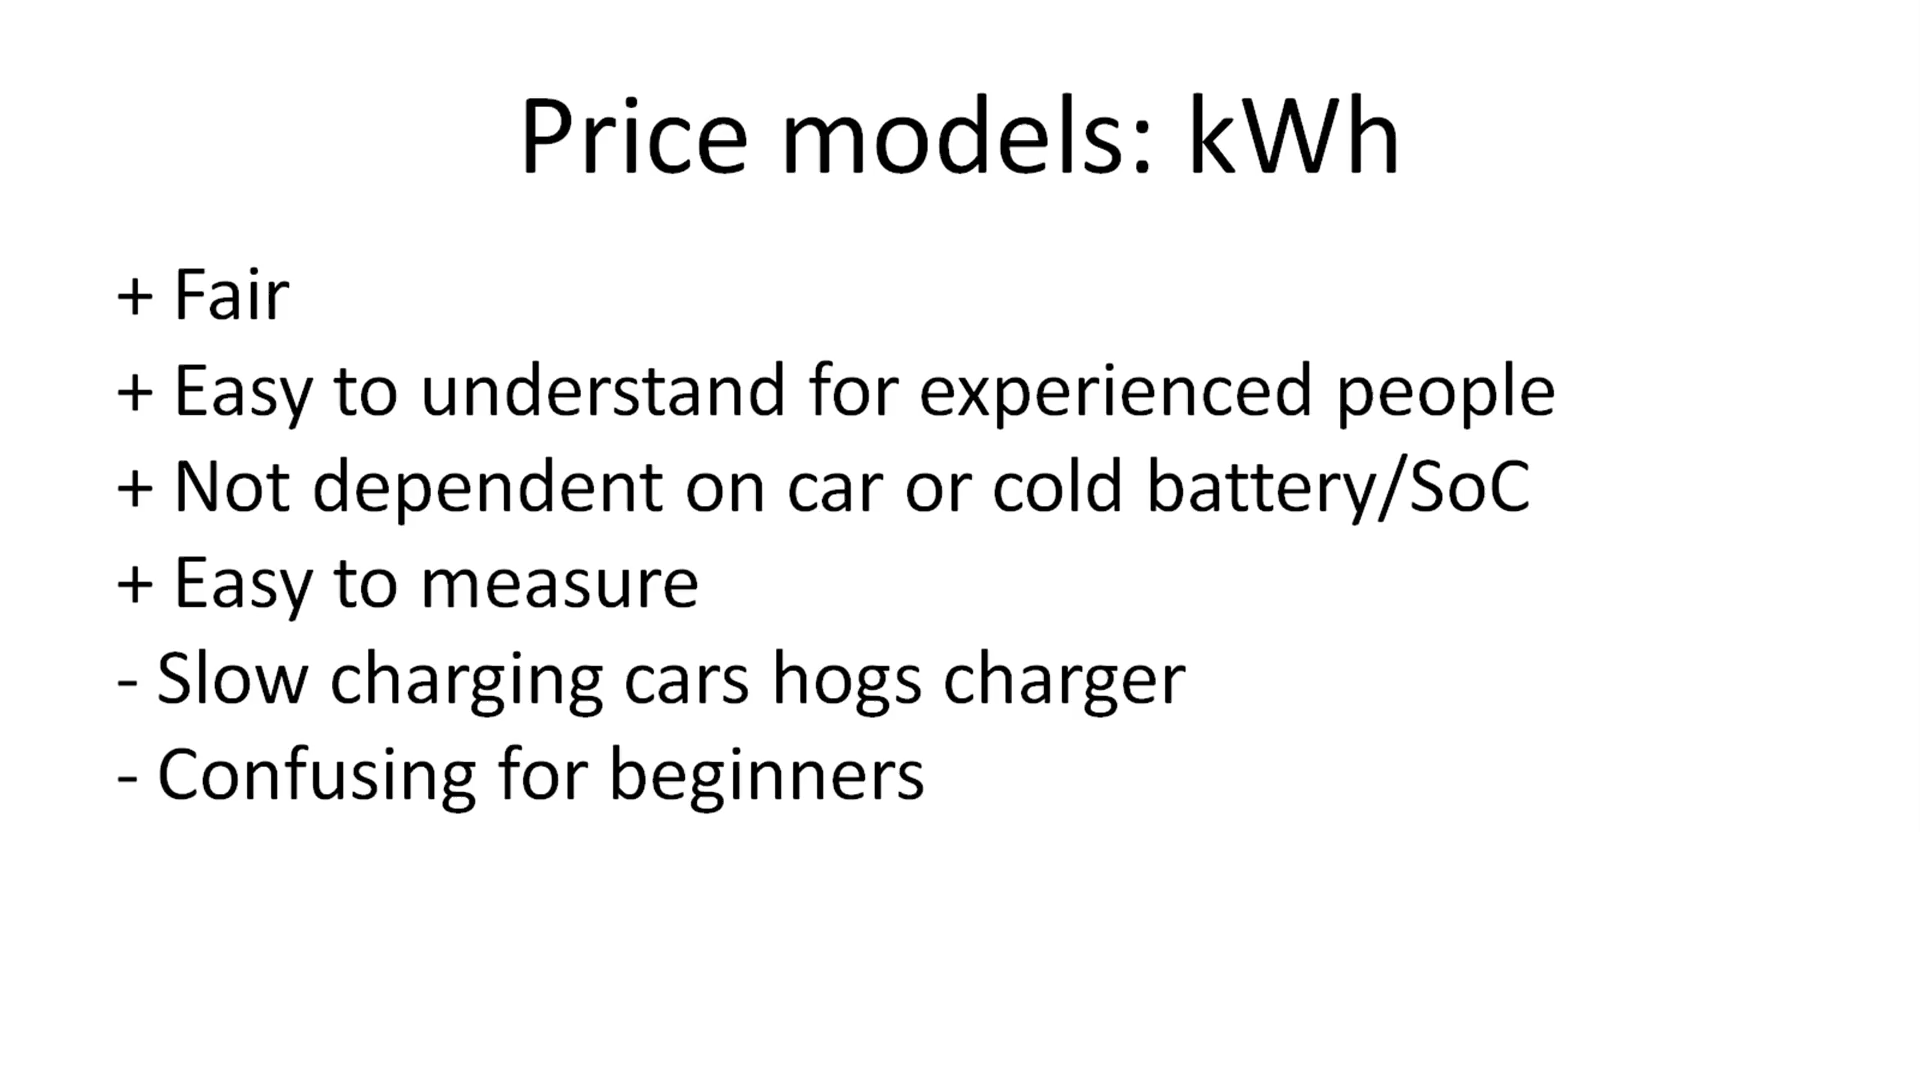 Price models: kWh
+ Fair
+ Easy to understand for experienced people
+ Not dependent on car or cold battery/SoC
+ Easy to measure
- Slow charging cars hogs charger
- Confusing for beginners